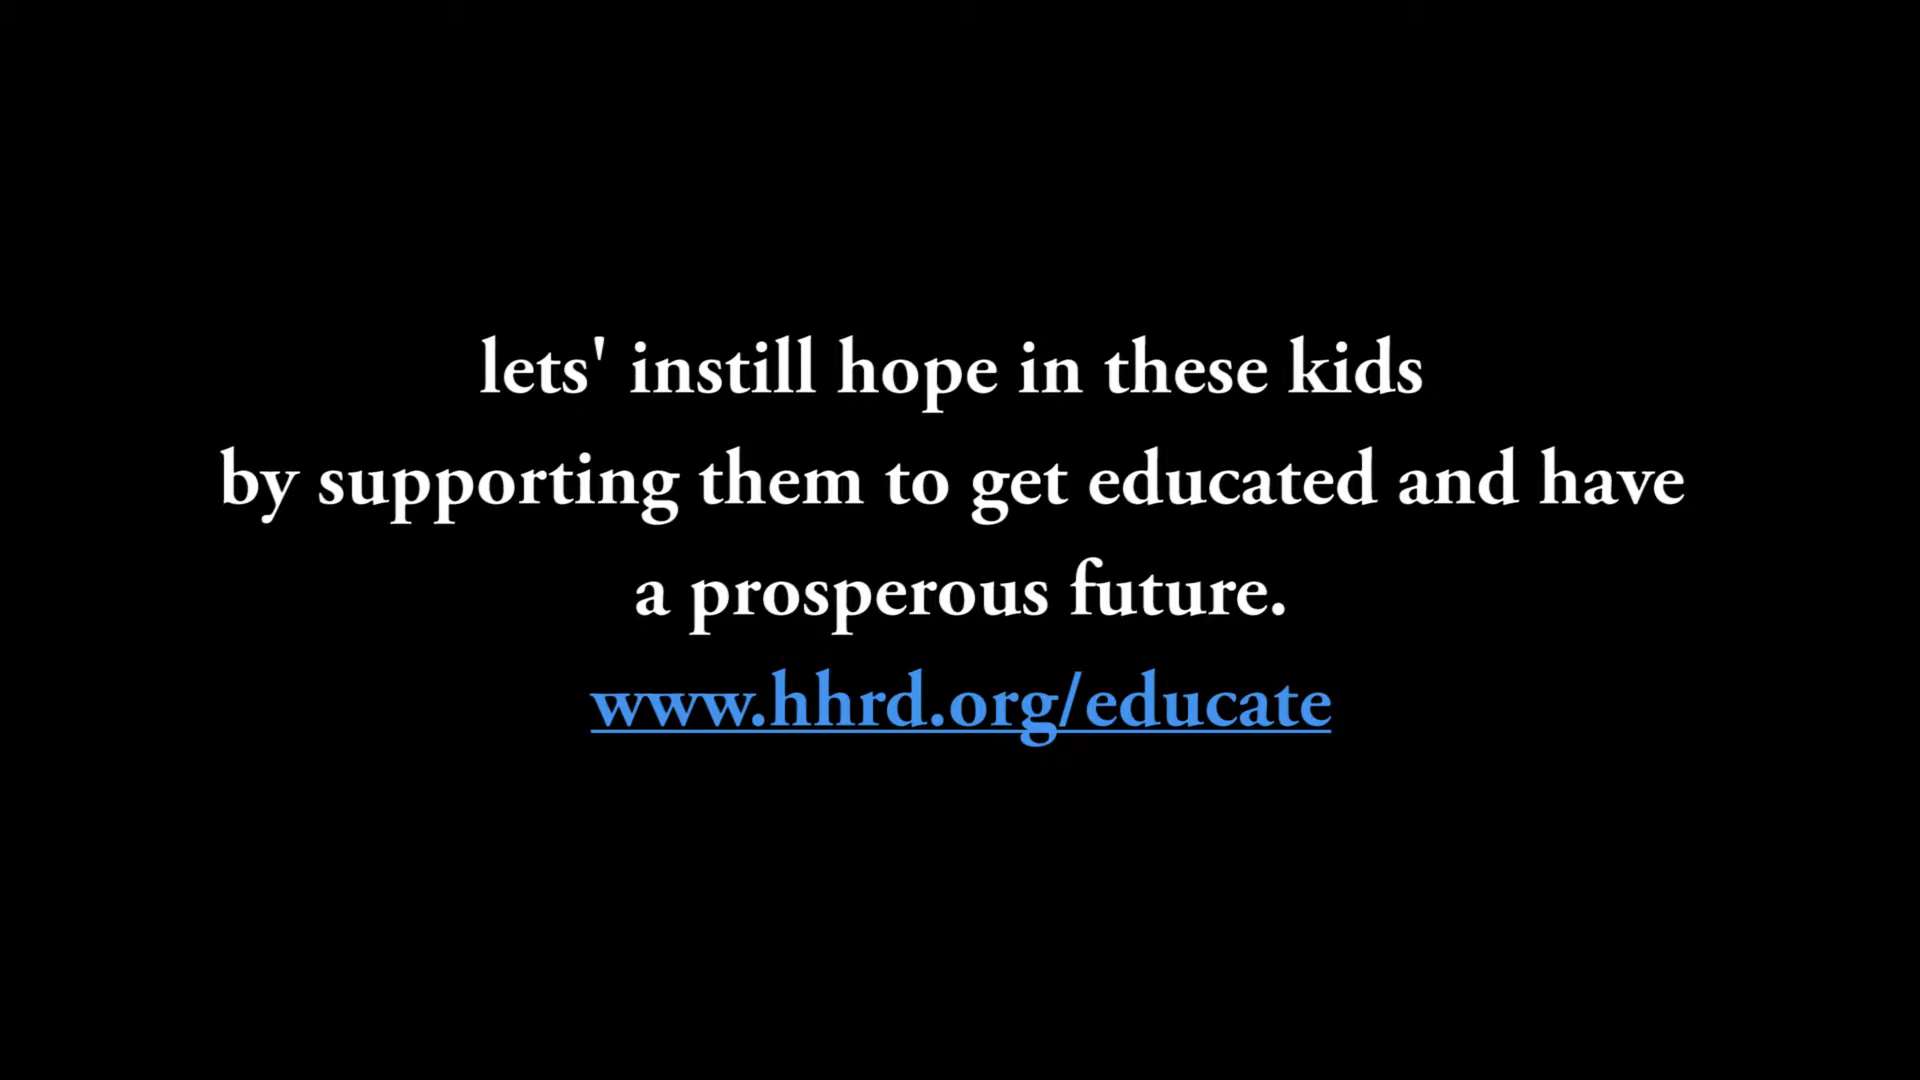 lets' instill hope in these kids
by supporting them to get educated and have
a prosperous future.
www.hhrd.org/educate